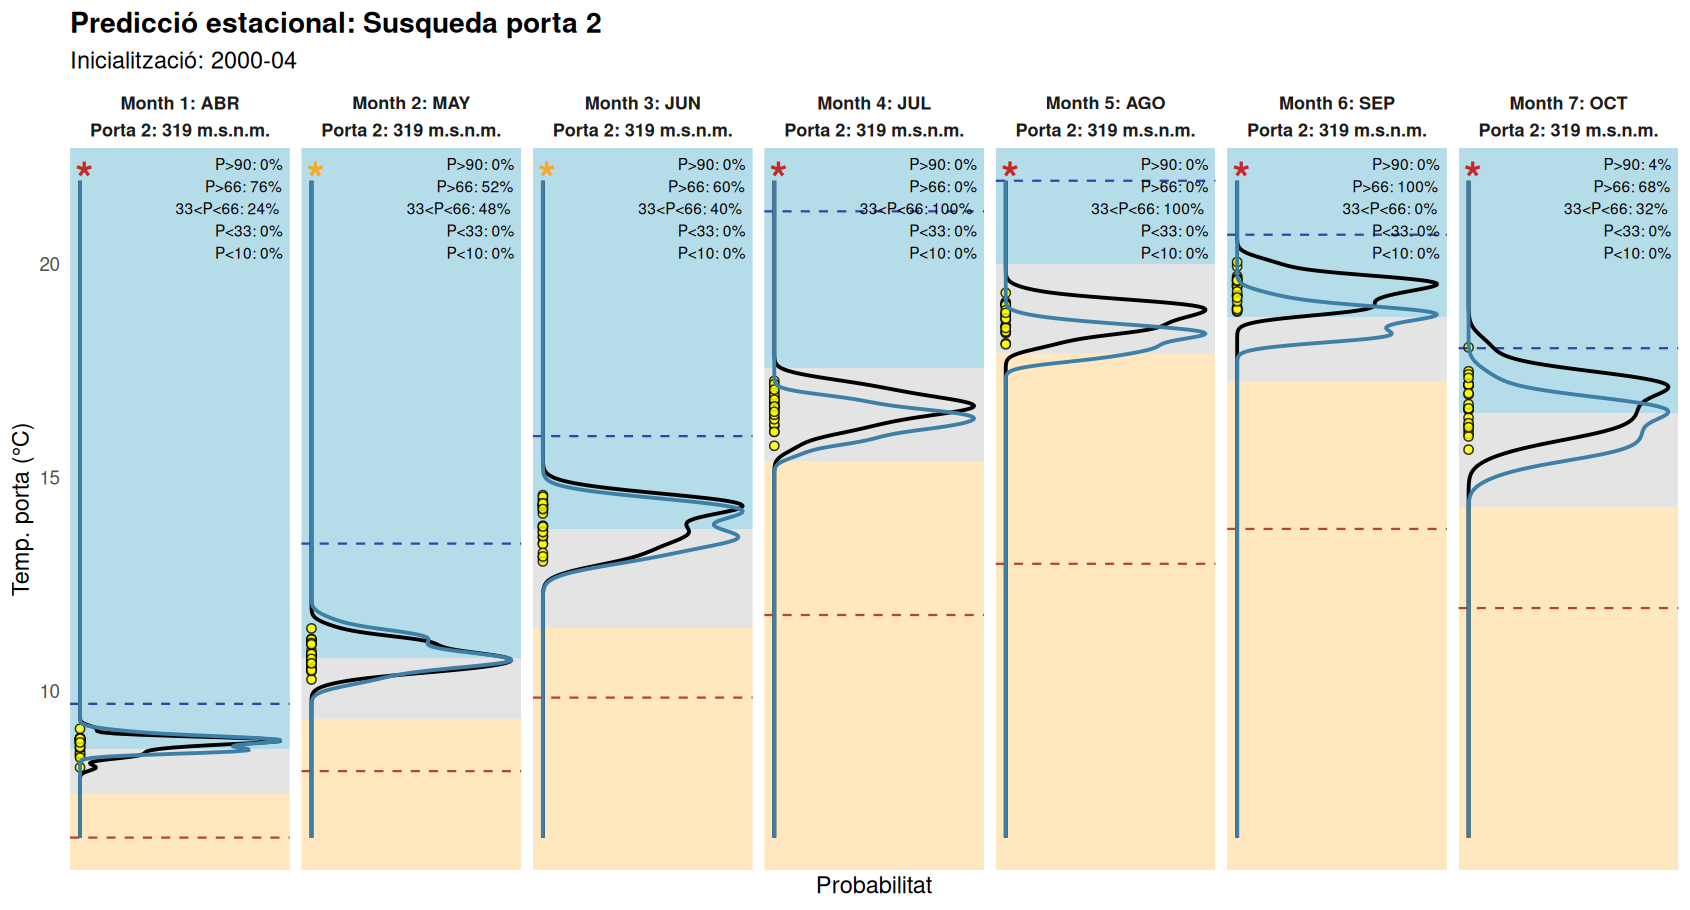 Predicció estacional: Susqueda porta 2
Inicialització: 2000-04
Month 1: ABR
Porta 2: 319 m.s.n.m.
Month 2: MAY
Porta 2: 319 m.s.n.m.
Month 3: JUN
Porta 2: 319 m.s.n.m.
Month 4: JUL
Porta 2: 319 m.s.n.m.
Month 5: AGO
Porta 2: 319 m.s.n.m.
Month 6: SEP
Porta 2: 319 m.s.n.m.
Month 7: OCT
Porta 2: 319 m.s.n.m.
*
P>90: 0%
P>66: 76%
33<P<66: 24%
P<33: 0%
P<10: 0%
*
P>90: 0%
P>66: 52%
33<P<66: 48%
P<33: 0%
P<10: 0%
*
P>90: 0%
P>66: 60%
33<P<66: 40%
P<33: 0%
P<10: 0%
*
P>90: 0%
P>66: 0%
33<P<66: 100%
P<33: 0%
P<10: 0%
*
P>90: 0%
P>66: 0%
33<P<66: 100%
P<33: 0%
P<10: 0%
*
P>90: 0%
P>66: 100%
33<P<66: 0%
P<33: 0%
P<10: 0%
*
P>90: 4%
P>66: 68%
33<P<66: 32%
P<33: 0%
P<10: 0%
20
15
10
Temp. porta (°C)
Probabilitat